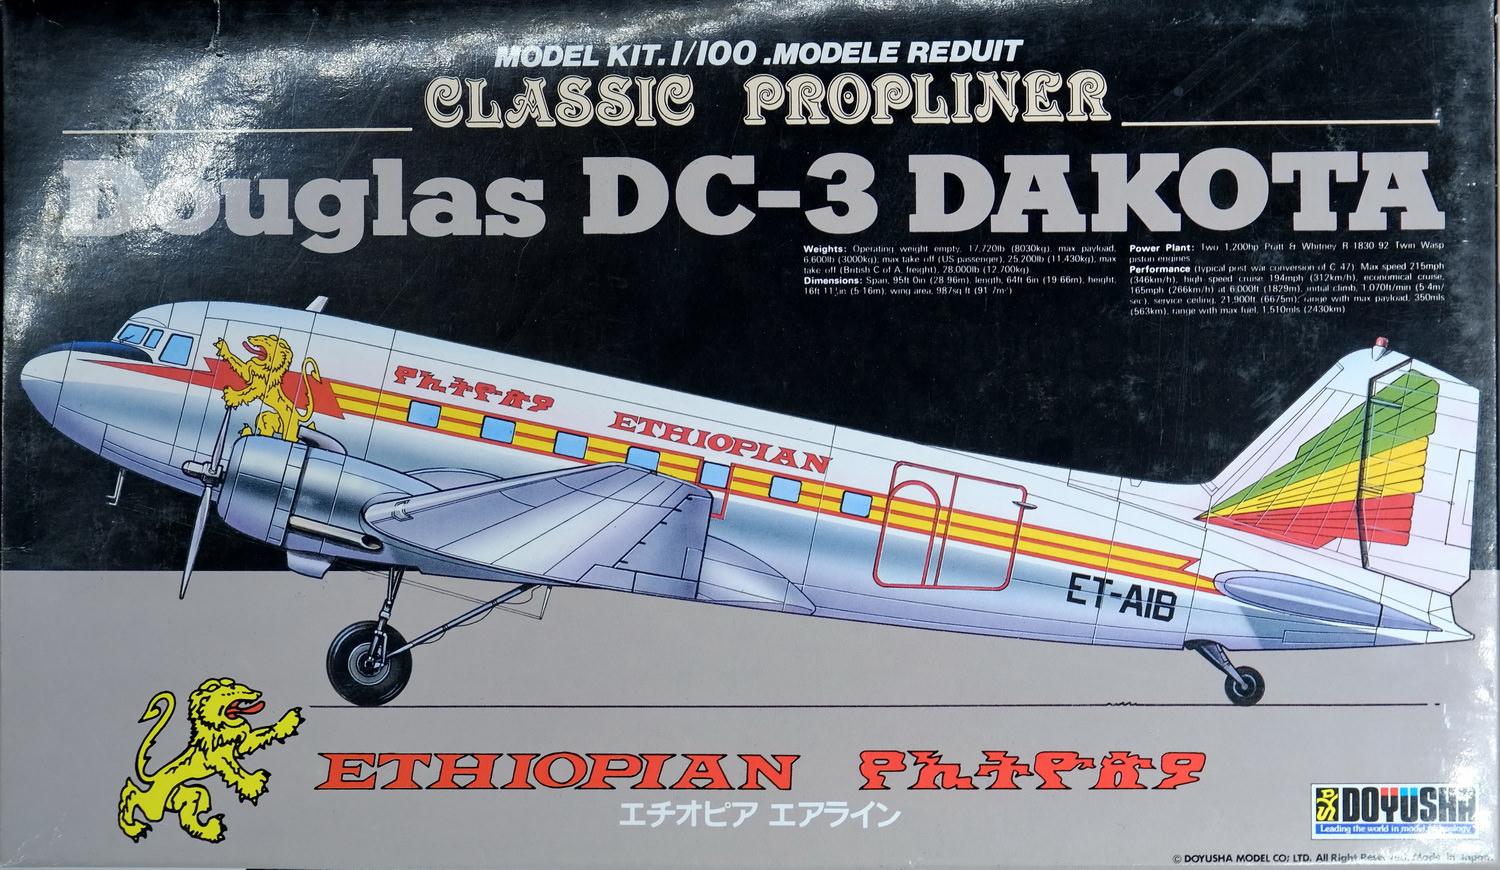 MODEL KIT.1/100 .MODELE REDUIT
CLASSIC PROPLINER
Douglas DC-3 DAKOTA
Weights: Operating weight empty, 17,720lb (8030kg), max payload,
6,600lb (3000kg); max take off (US passenger), 25,200lb (11,430kg), max
take off (British C of A, freight), 28,000lb (12,700kg)
Dimensions: Span, 95ft 0in (28 96m), length, 64ft 6in (19 66m), height,
16ft 11 in (5 16m), wing area, 987sq ft (91 7m²)
Power Plant: Two 1,200hp Pratt & Whitney R 1830 92 Twin Wasp
piston engines
Performance (typical post war conversion of C 47). Max speed 215mph
(346km/h), high speed cruise 194mph (312km/h), economical cruise,
165mph (266km/h) at 6,000ft (1829m), initial climb, 1,070ft/min (5 4m/
sec), service ceiling, 21,900ft (6675m), range with max payload, 350mls
(563km), range with max fuel, 1,510mls (2430km)
የኢትዮጵያ
ETHIOPIAN
ET-AIB
ETHIOPIAN የኢትዮጵያ
エチオピア エアライン
DOYUSHA
Leading the world in model technology
© DOYUSHA MODEL CO; LTD. All Right Reserved. Made in Japan.